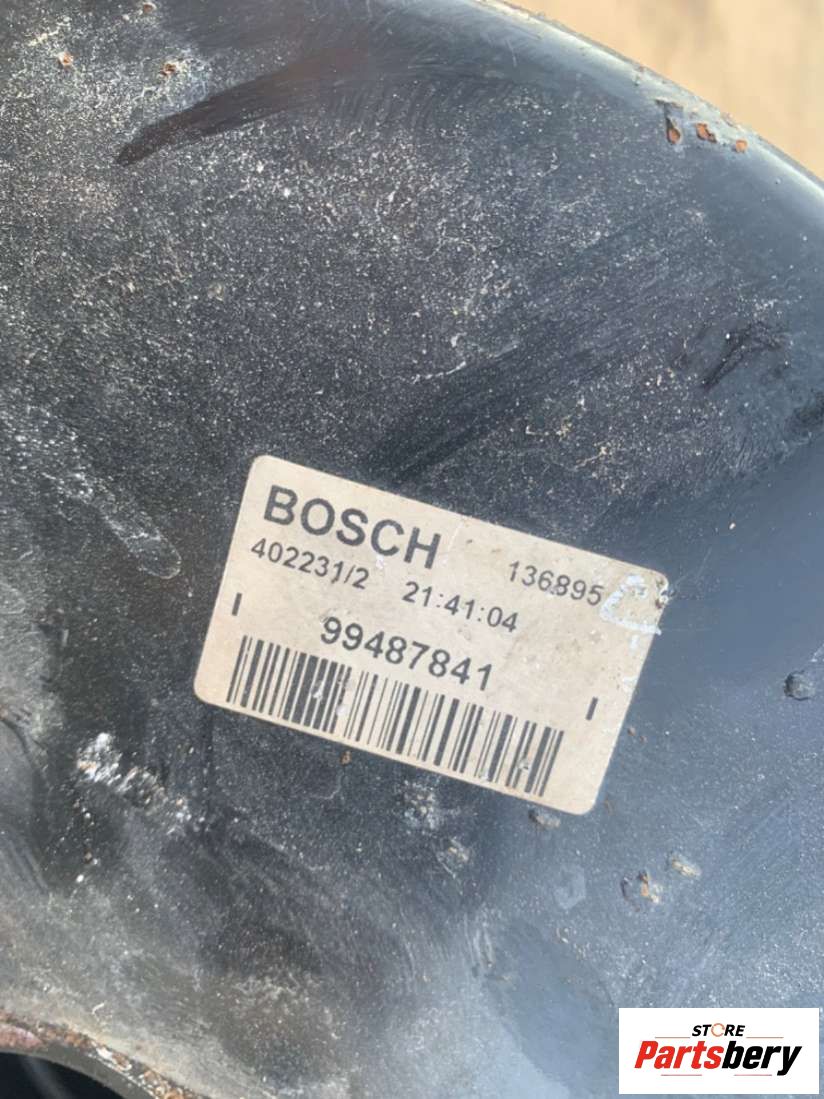 BOSCH 136895
402231/2 21:41:04
99487841
STORE
Partsbery